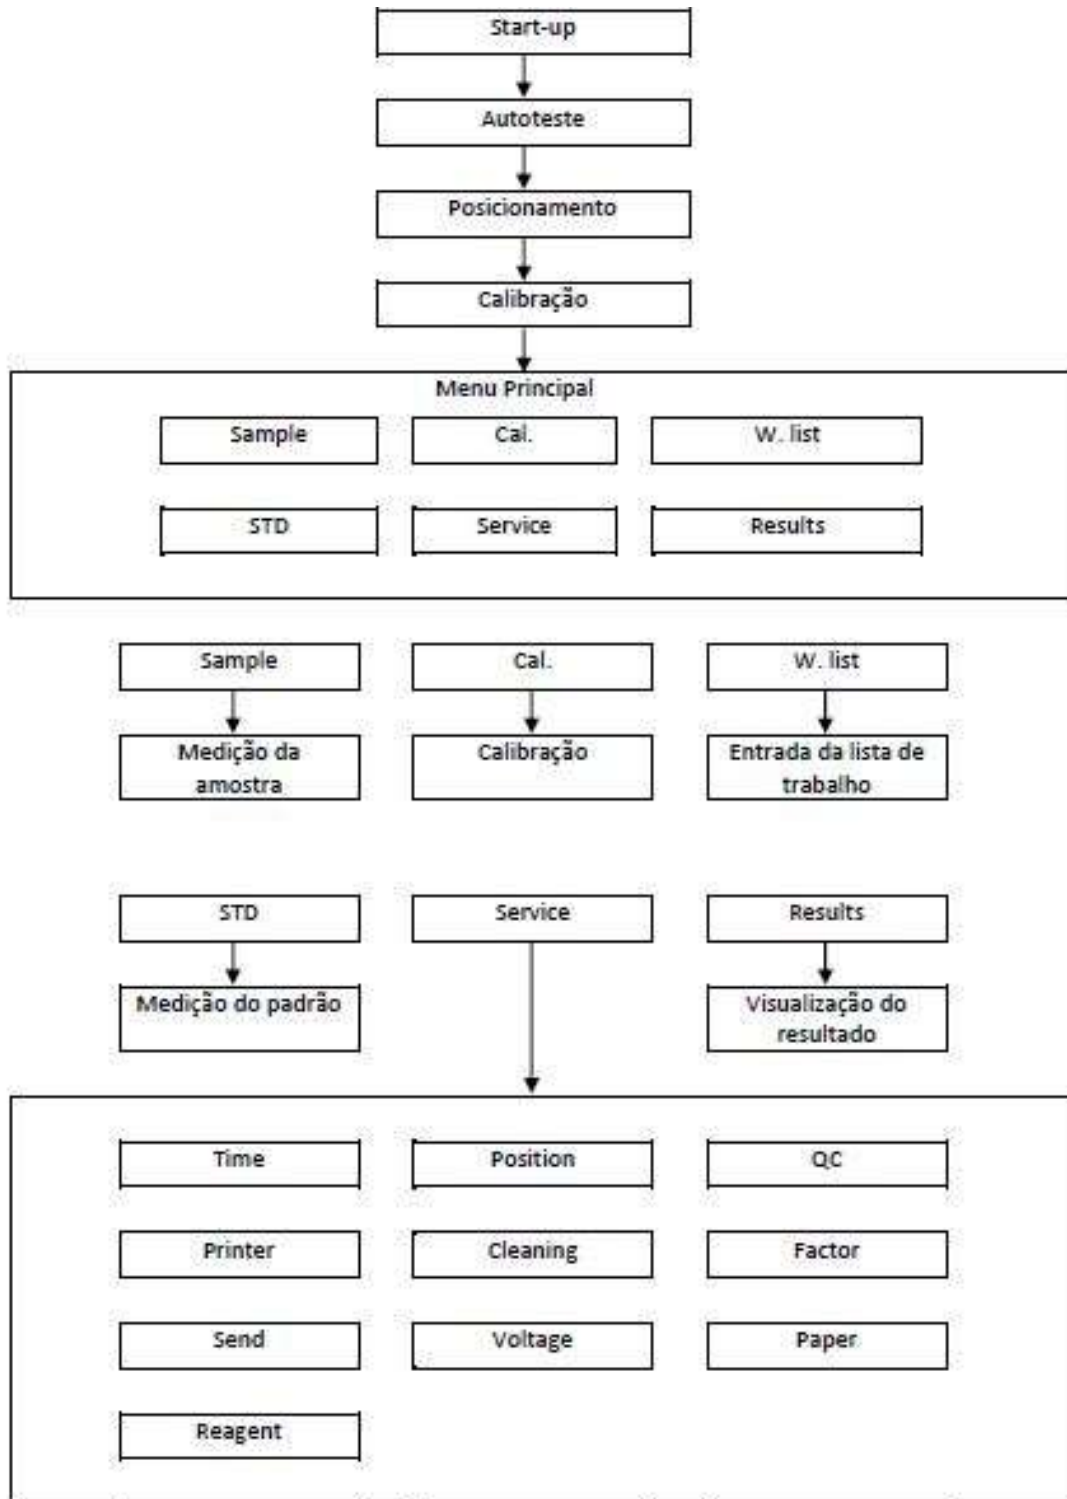 Start-up
Autoteste
Posicionamento
Calibração
Menu Principal
Sample
Cal.
W. list
STD
Service
Results
Sample
Cal.
W. list
Medição da
amostra
Calibração
Entrada da lista de
trabalho
STD
Service
Results
Medição do padrão
Visualização do
resultado
Time
Position
QC
Printer
Cleaning
Factor
Send
Voltage
Paper
Reagent